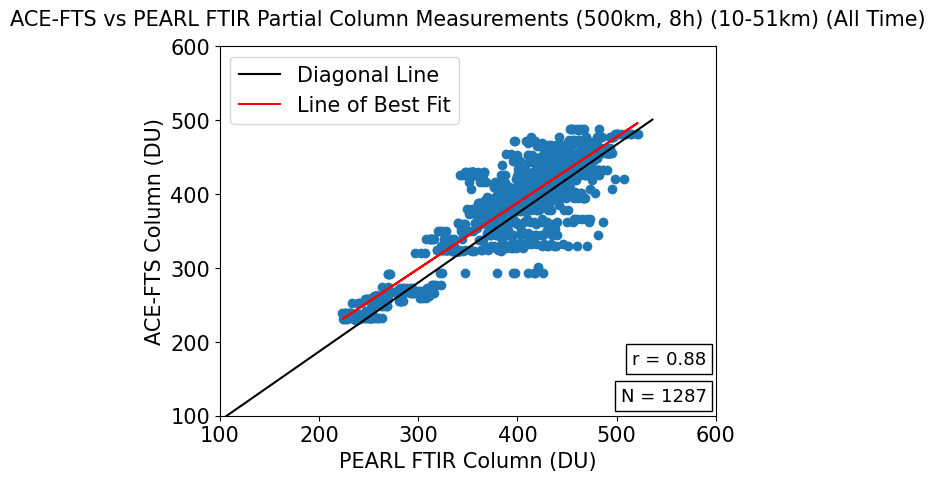 ACE-FTS vs PEARL FTIR Partial Column Measurements (500km, 8h) (10-51km) (All Time)
600
Diagonal Line
Line of Best Fit
500
400
300
200
100
ACE-FTS Column (DU)
r = 0.88
N = 1287
100 200 300 400 500 600
PEARL FTIR Column (DU)